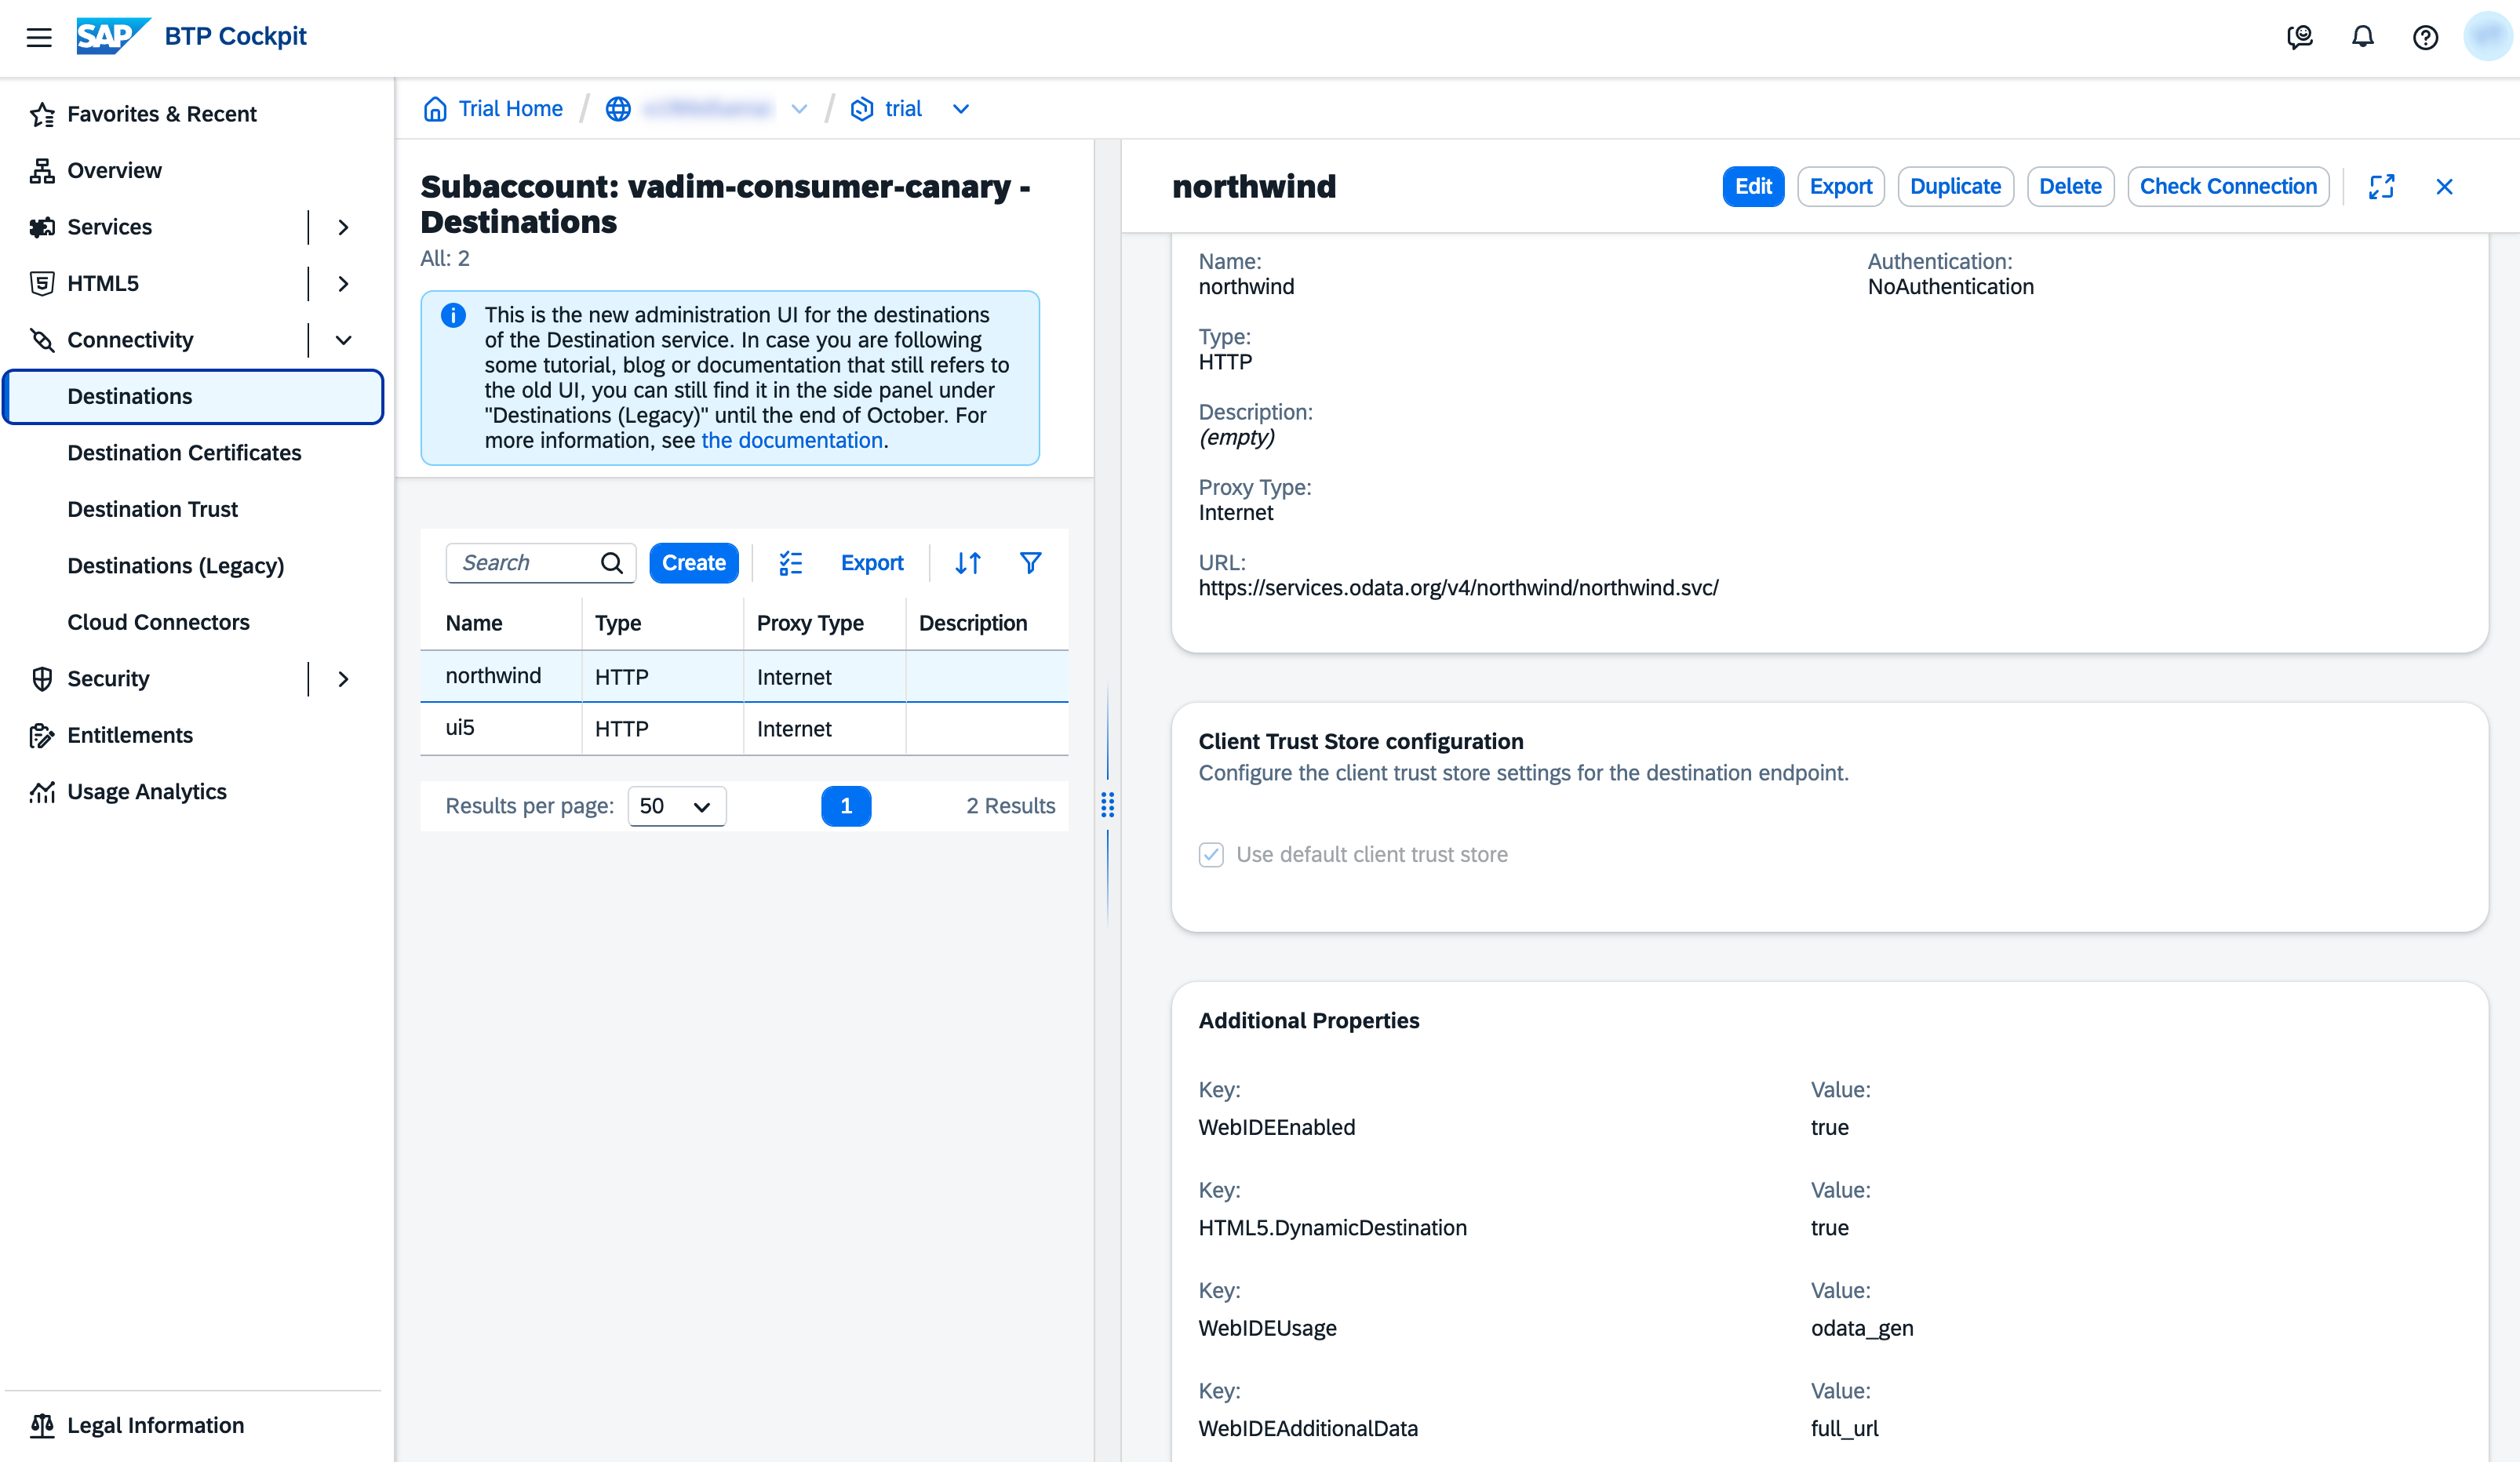 SAP BTP Cockpit
Favorites & Recent
Overview
Services
HTML5
Connectivity
Destinations
Destination Certificates
Destination Trust
Destinations (Legacy)
Cloud Connectors
Security
Entitlements
Usage Analytics
Legal Information
Trial Home / / trial
Subaccount: vadim-consumer-canary -
Destinations
All: 2
This is the new administration UI for the destinations
of the Destination service. In case you are following
some tutorial, blog or documentation that still refers to
the old UI, you can still find it in the side panel under
"Destinations (Legacy)" until the end of October. For
more information, see the documentation.
Search Create Export
Name Type Proxy Type Description
northwind HTTP Internet
ui5 HTTP Internet
Results per page: 50 1 2 Results
northwind Edit Export Duplicate Delete Check Connection
Name: Authentication:
northwind NoAuthentication
Type:
HTTP
Description:
(empty)
Proxy Type:
Internet
URL:
https://services.odata.org/v4/northwind/northwind.svc/
Client Trust Store configuration
Configure the client trust store settings for the destination endpoint.
Use default client trust store
Additional Properties
Key: Value:
WebIDEEnabled true
Key: Value:
HTML5.DynamicDestination true
Key: Value:
WebIDEUsage odata_gen
Key: Value:
WebIDEAdditionalData full_url